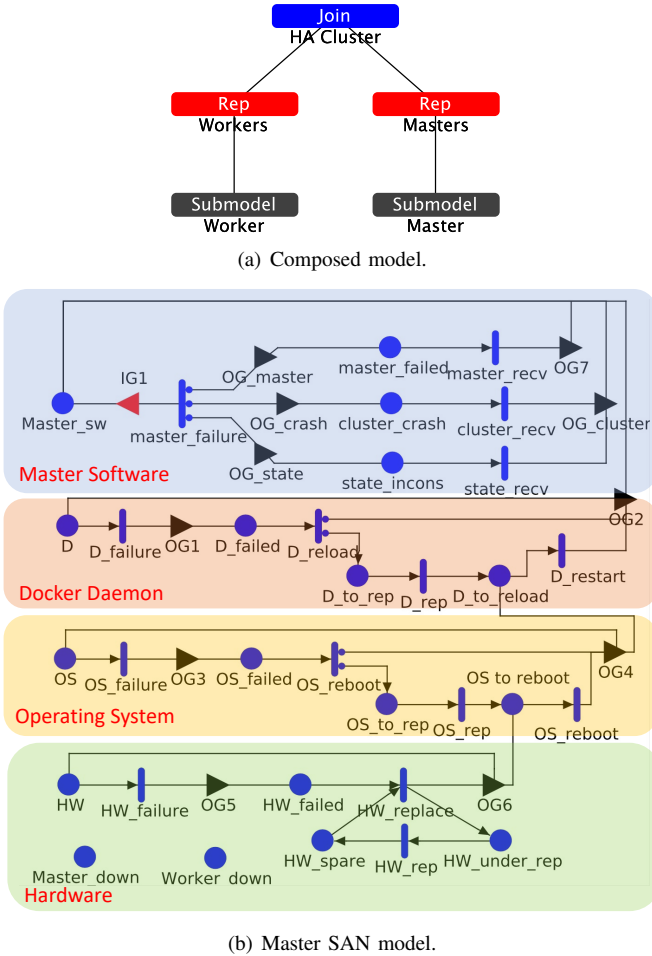 Join
HA Cluster
Rep
Rep
Workers
Masters
Submodel
Submodel
Worker
Master
(a) Composed model.
IG1
OG_master
master_failed
master_recv
OG7
Master_sw
master_failure
OG_crash
cluster_crash
cluster_recv
OG_cluster
Master Software
OG_state
state_incons
state_recv
OG2
D
D_failure
OG1
D_failed
D_reload
D_restart
Docker Daemon
D_to_rep
D_rep
D_to_reload
OS
OS_failure
OG3
OS_failed
OS_reboot
OS to reboot
OG4
Operating System
OS_to_rep
OS_rep
OS_reboot
HW
HW_failure
OG5
HW_failed
HW_replace
OG6
Master_down
Worker down
HW_spare
HW_rep
HW_under_rep
Hardware
(b) Master SAN model.